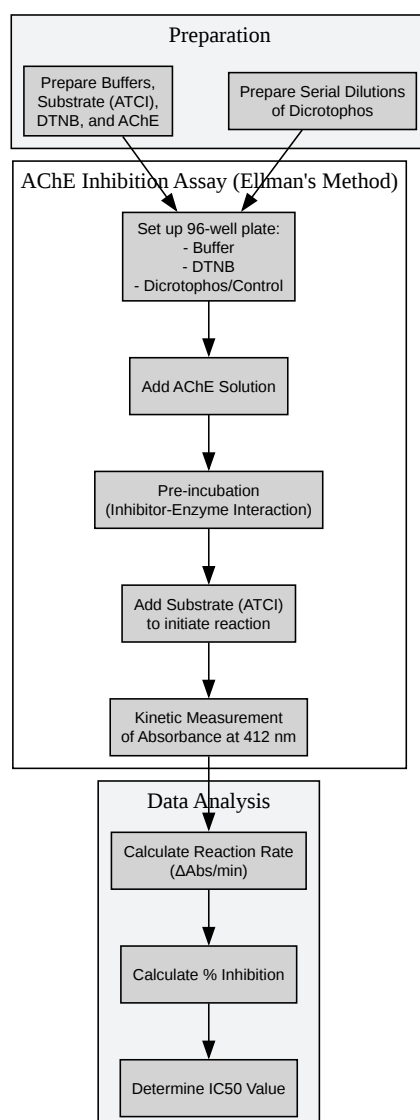 Preparation
Prepare Buffers,
Substrate (ATCI),
DTNB, and AChE
Prepare Serial Dilutions
of Dicrotophos
AChE Inhibition Assay (Ellman's Method)
Set up 96-well plate:
- Buffer
- DTNB
- Dicrotophos/Control
Add AChE Solution
Pre-incubation
(Inhibitor-Enzyme Interaction)
Add Substrate (ATCI)
to initiate reaction
Kinetic Measurement
of Absorbance at 412 nm
Data Analysis
Calculate Reaction Rate
(ΔAbs/min)
Calculate % Inhibition
Determine IC50 Value